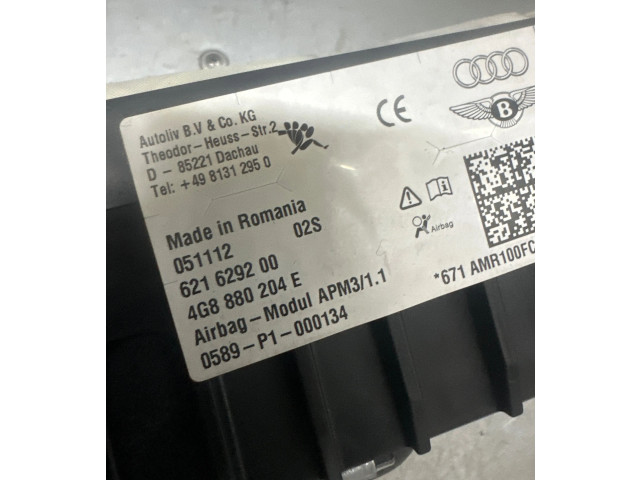 Autoliv B.V & Co. KG
Theodor-Heuss-Str.2
D - 85221 Dachau
Tel: +49 8131 295 0
CE
B
Made in Romania
051112 02S
621 6292 00
4G8 880 204 E
Airbag-Modul APM3/1.1
0589-P1-000134
Airbag
*671 AMR100FC